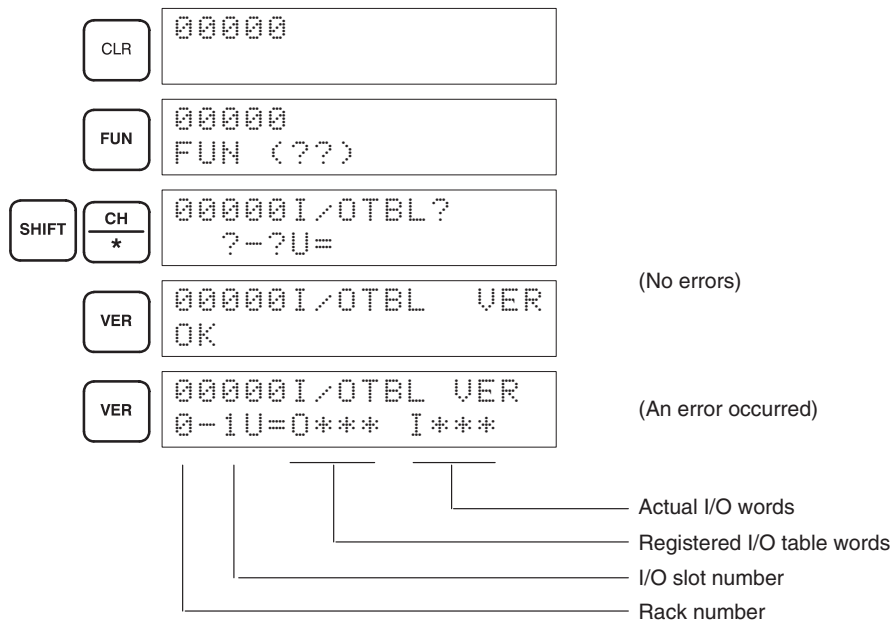 CLR
00000
FUN
00000
FUN (??)
SHIFT
CH
*
00000I/OTBL?
?-?U=
VER
00000I/OTBL VER
OK
(No errors)
VER
00000I/OTBL VER
0-1U=O*** I***
(An error occurred)
Actual I/O words
Registered I/O table words
I/O slot number
Rack number